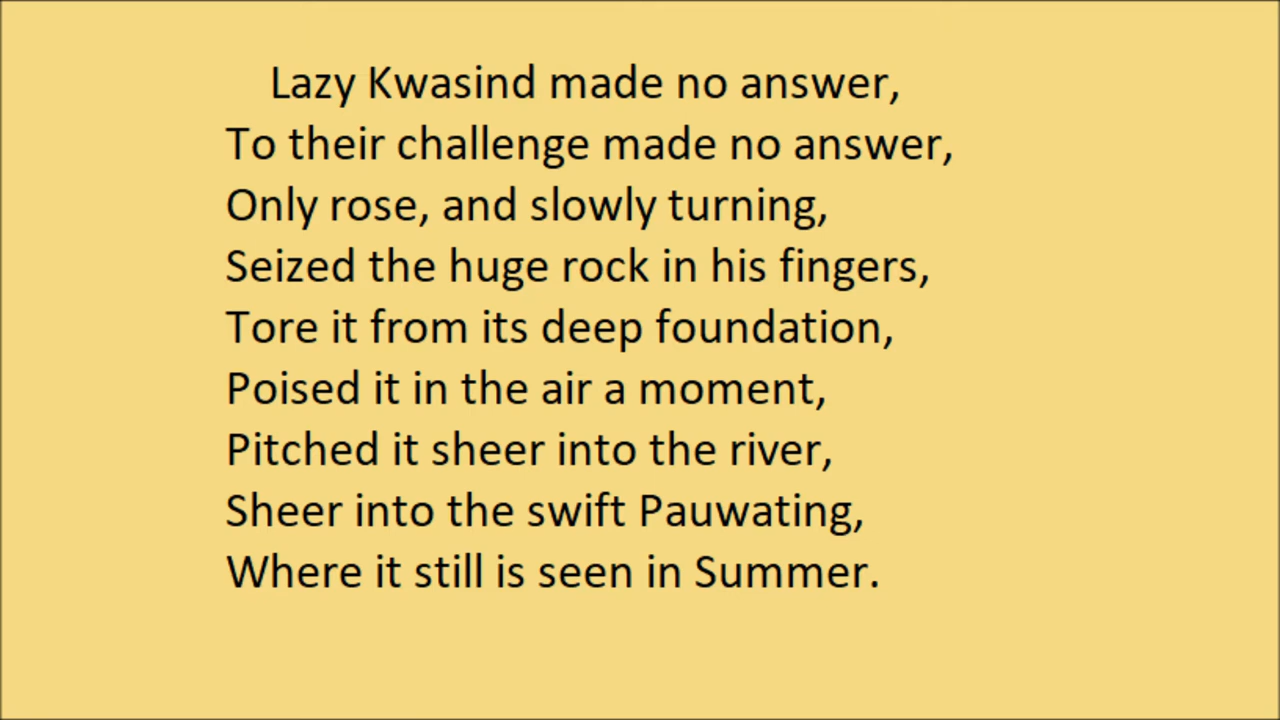 Lazy Kwasind made no answer,
To their challenge made no answer,
Only rose, and slowly turning,
Seized the huge rock in his fingers,
Tore it from its deep foundation,
Poised it in the air a moment,
Pitched it sheer into the river,
Sheer into the swift Pauwating,
Where it still is seen in Summer.